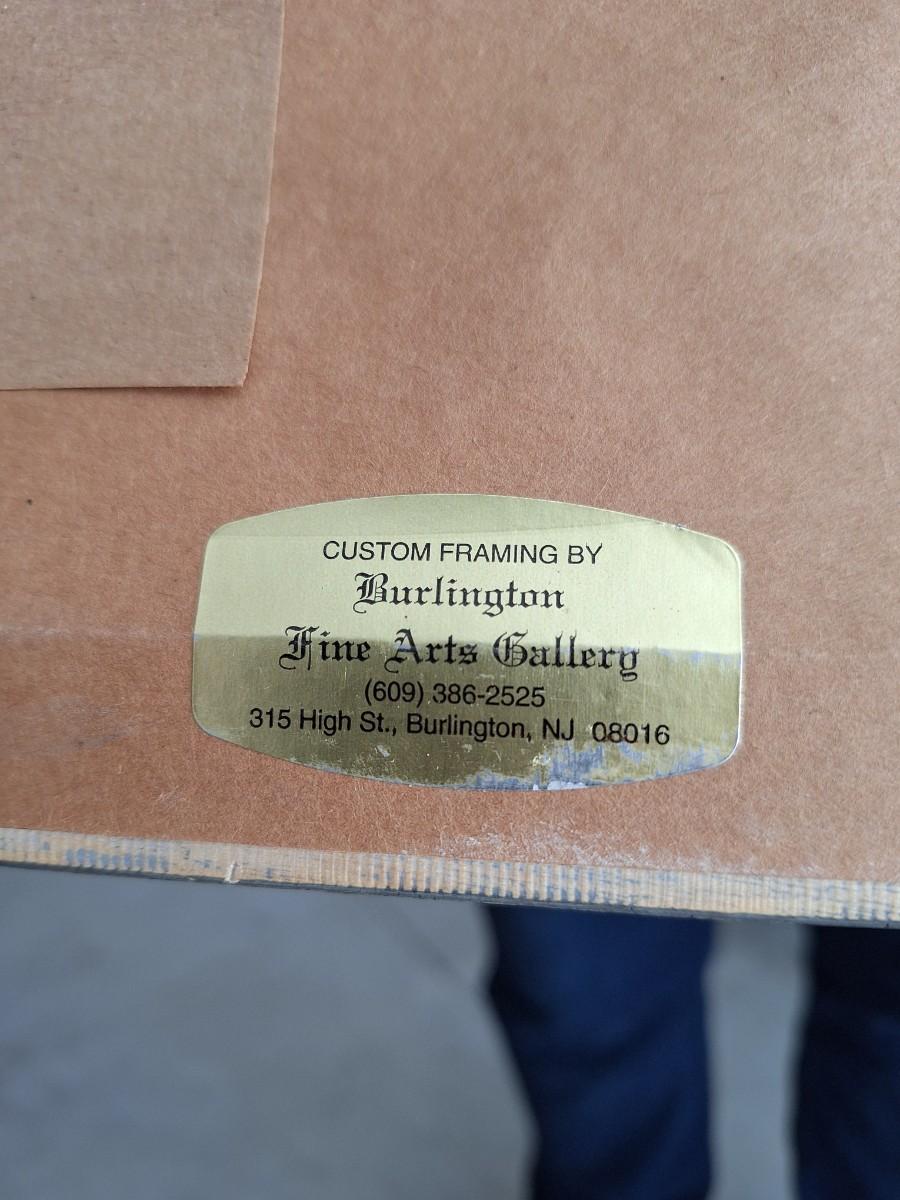 CUSTOM FRAMING BY
Burlington
Fine Arts Gallery
(609) 386-2525
315 High St., Burlington, NJ 08016